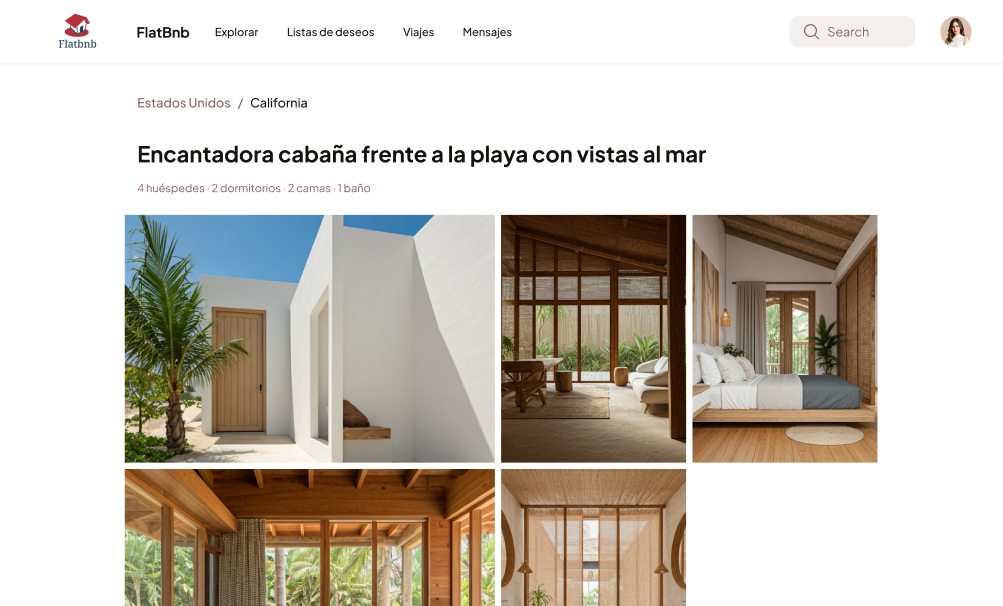 Flatbnb
FlatBnb Explorar Listas de deseos Viajes Mensajes Search
Estados Unidos / California
Encantadora cabaña frente a la playa con vistas al mar
4 huéspedes · 2 dormitorios · 2 camas · 1 baño